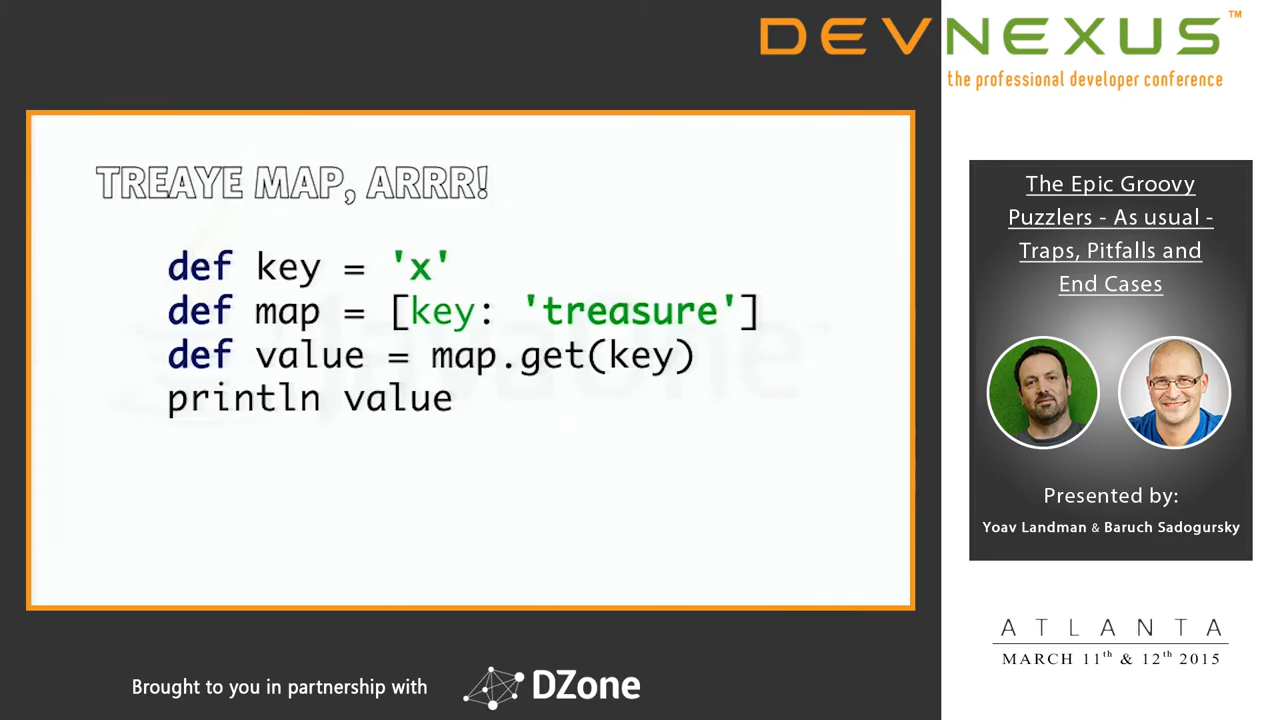 DEVNEXUS™
the professional developer conference
TREAYE MAP, ARRR!
def key = 'x'
def map = [key: 'treasure']
def value = map.get(key)
println value
The Epic Groovy
Puzzlers - As usual -
Traps, Pitfalls and
End Cases
Presented by:
Yoav Landman & Baruch Sadogursky
ATLANTA
MARCH 11th & 12th 2015
Brought to you in partnership with
DZone